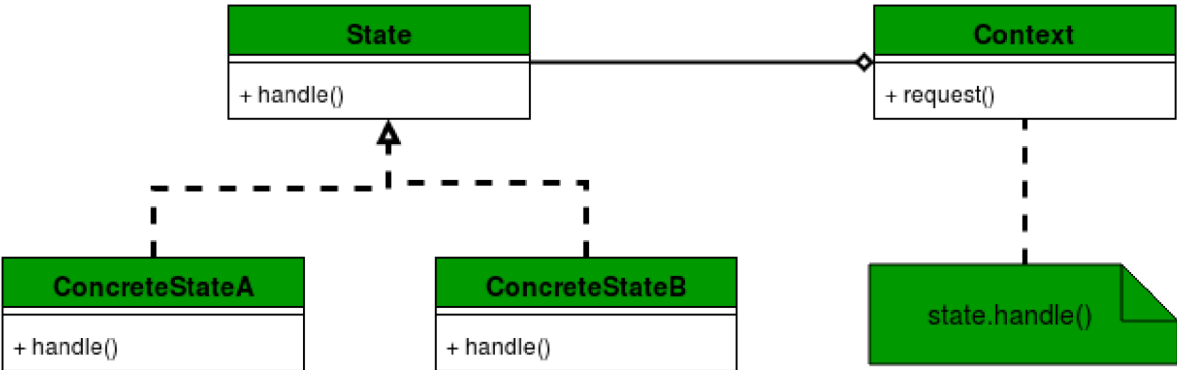 State
Context
+ handle()
+ request()
ConcreteStateA
ConcreteStateB
state.handle()
+ handle()
+ handle()